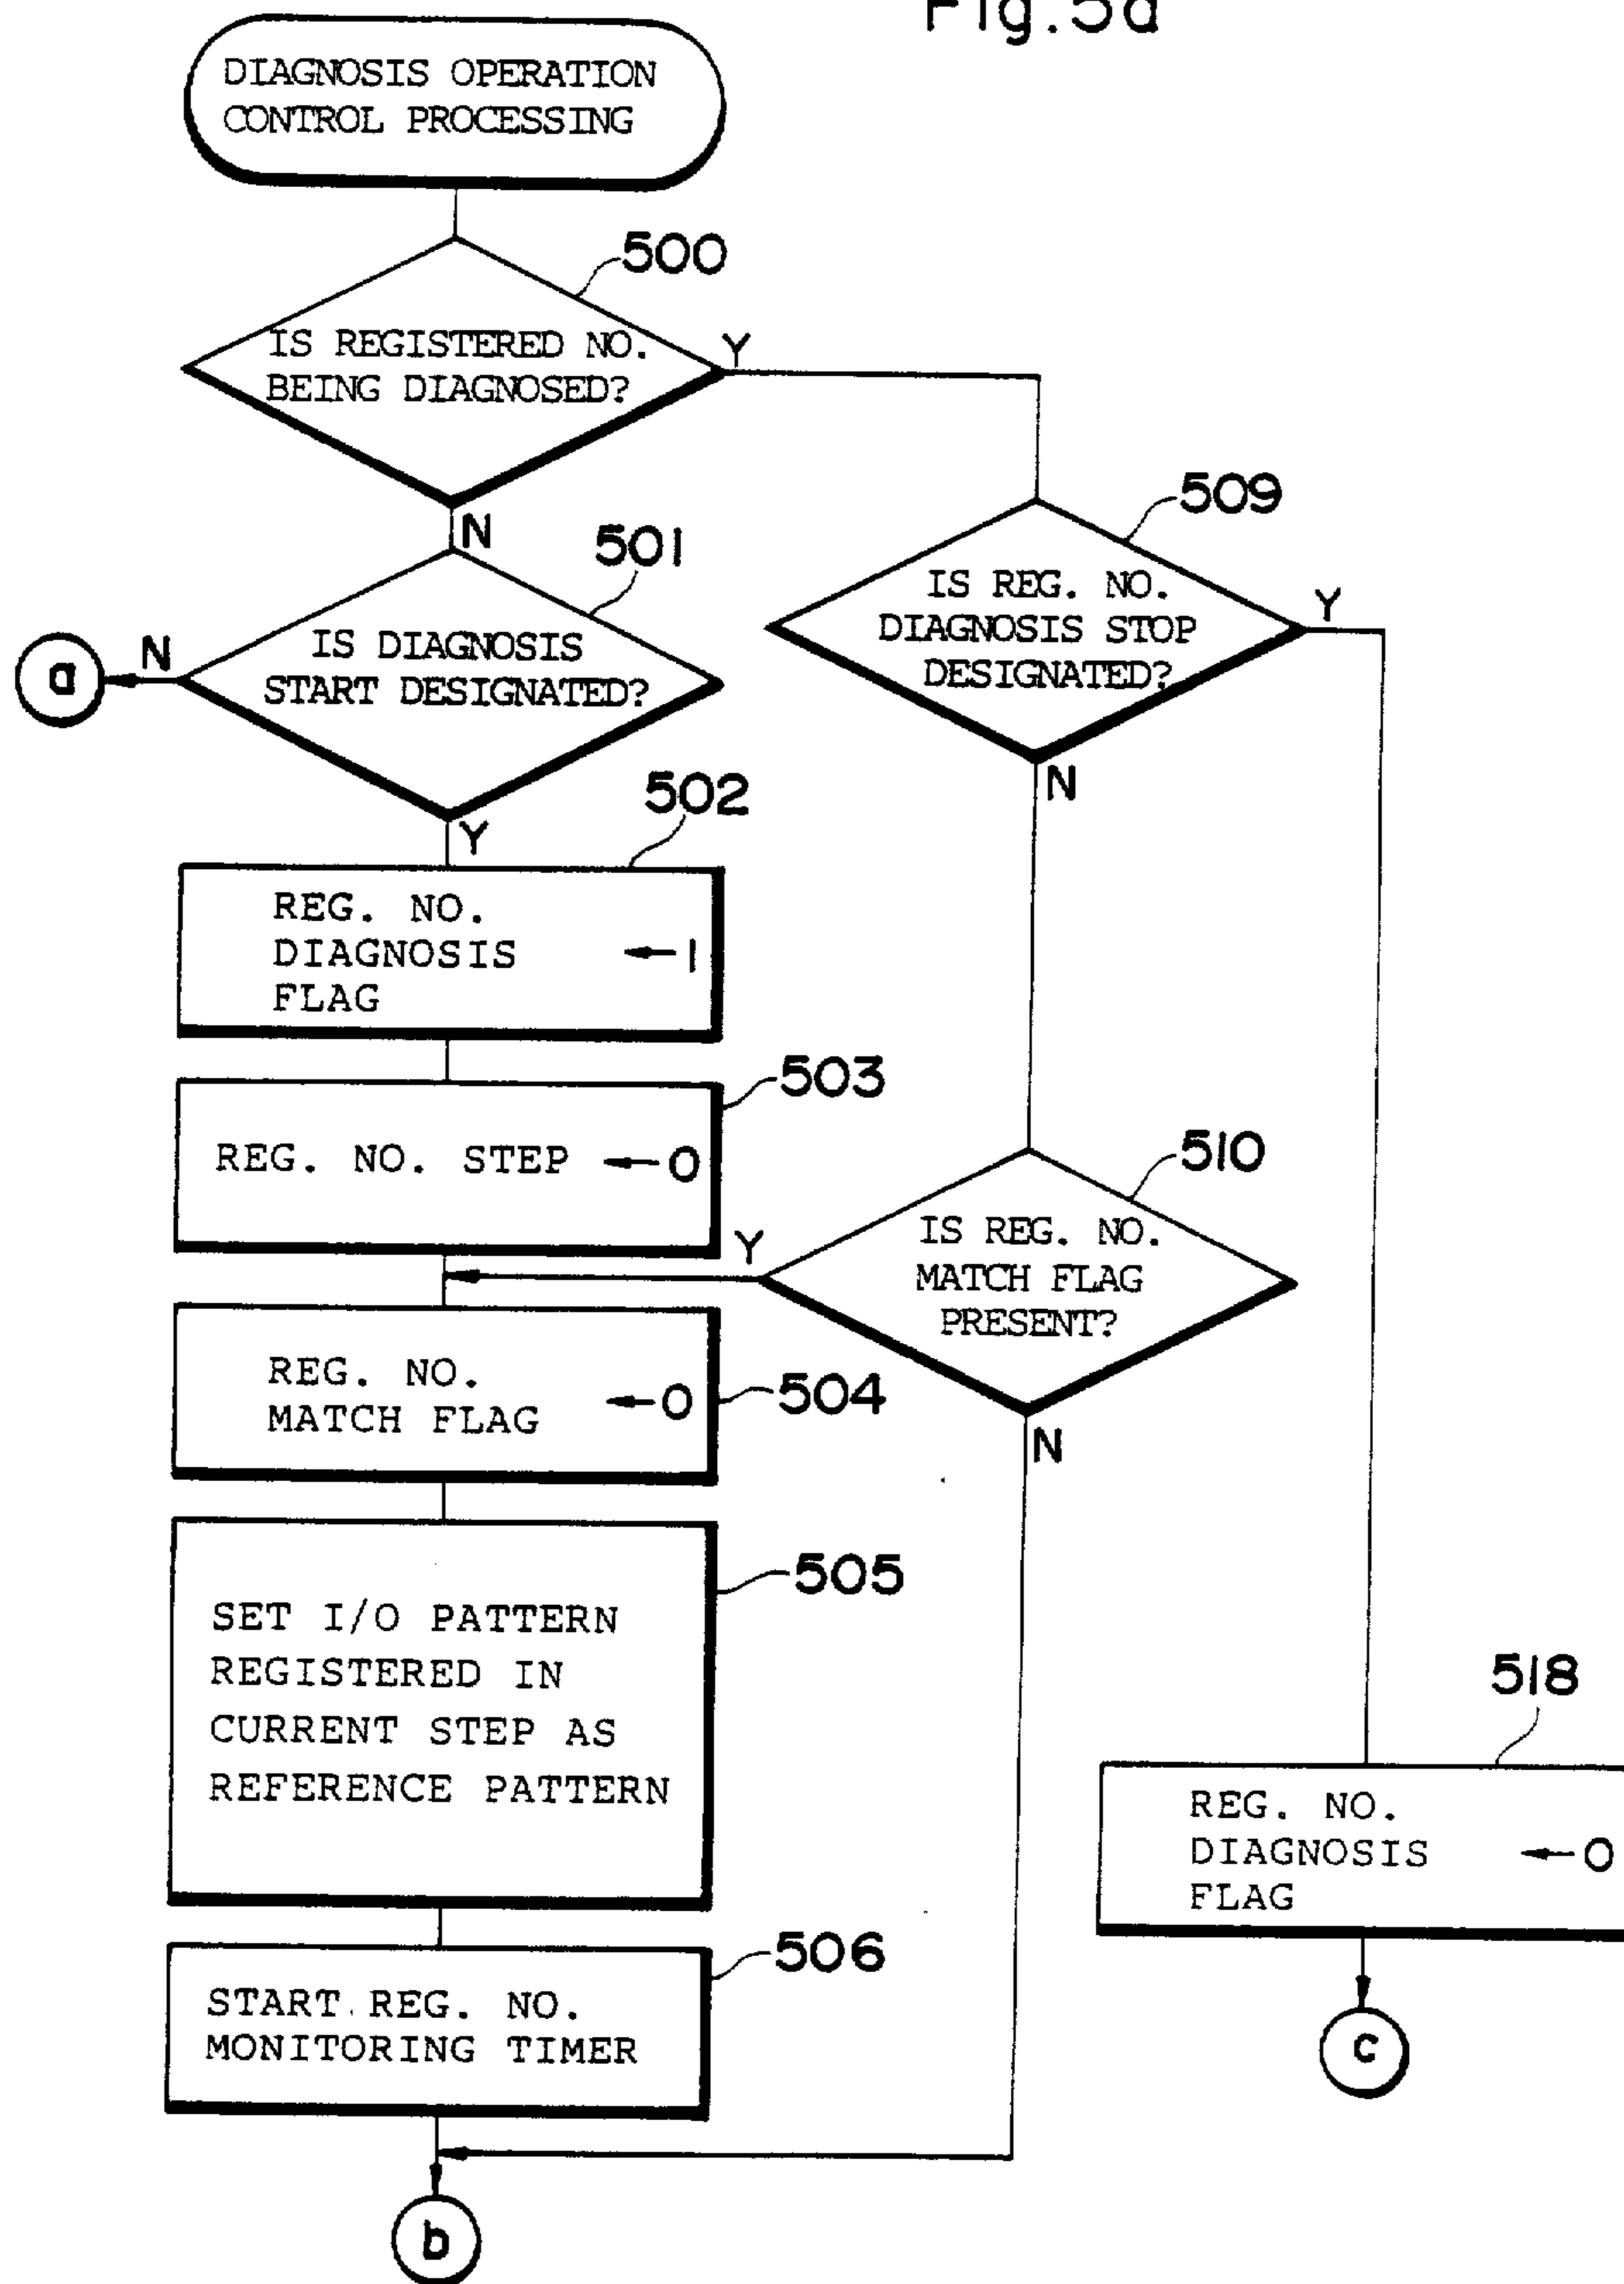 Fig.5a
DIAGNOSIS OPERATION
CONTROL PROCESSING
500
IS REGISTERED NO.
BEING DIAGNOSED?
Y
N
501
IS DIAGNOSIS
START DESIGNATED?
N
a
Y
509
IS REG. NO.
DIAGNOSIS STOP
DESIGNATED?
Y
N
502
REG. NO.
DIAGNOSIS ←1
FLAG
503
REG. NO. STEP ←0
510
IS REG. NO.
MATCH FLAG
PRESENT?
Y
N
504
REG. NO.
MATCH FLAG ←0
505
SET I/O PATTERN
REGISTERED IN
CURRENT STEP AS
REFERENCE PATTERN
506
START REG. NO.
MONITORING TIMER
b
518
REG. NO.
DIAGNOSIS ←0
FLAG
c